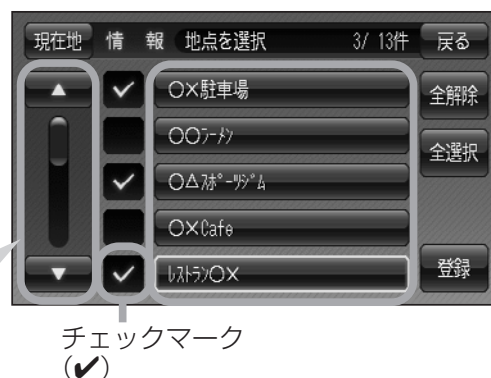 現在地 情 報 地点を選択 3/ 13件 戻る
▲ ✓ ○×駐車場 全解除
○○ﾗｰﾒﾝ 全選択
✓ ○△ｽﾎﾟｰﾂｼﾞﾑ
○×Cafe
▼ ✓ ﾚｽﾄﾗﾝ○× 登録
チェックマーク
(✔)